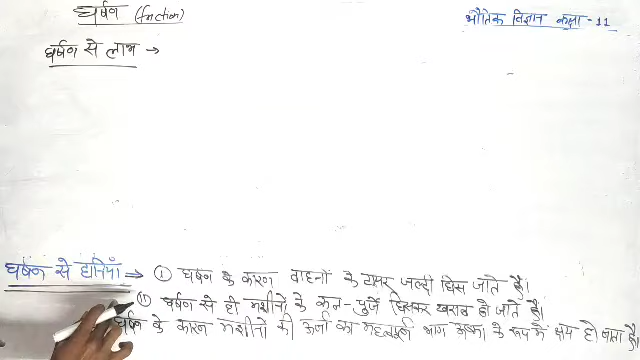 घर्षण (friction)
भौतिक विज्ञान कक्षा - 11
घर्षण से लाभ →
घर्षण से हानियाँ ⇒ (I) घर्षण के कारण वाहनों के टायर जल्दी घिस जाते हैं।
(II) घर्षण से ही मशीनों के कल-पुर्जे घिसकर खराब हो जाते हैं।
घर्षण के कारण मशीनों की ऊर्जा का महत्वपूर्ण भाग ऊष्मा के रूप में क्षय हो जाता है